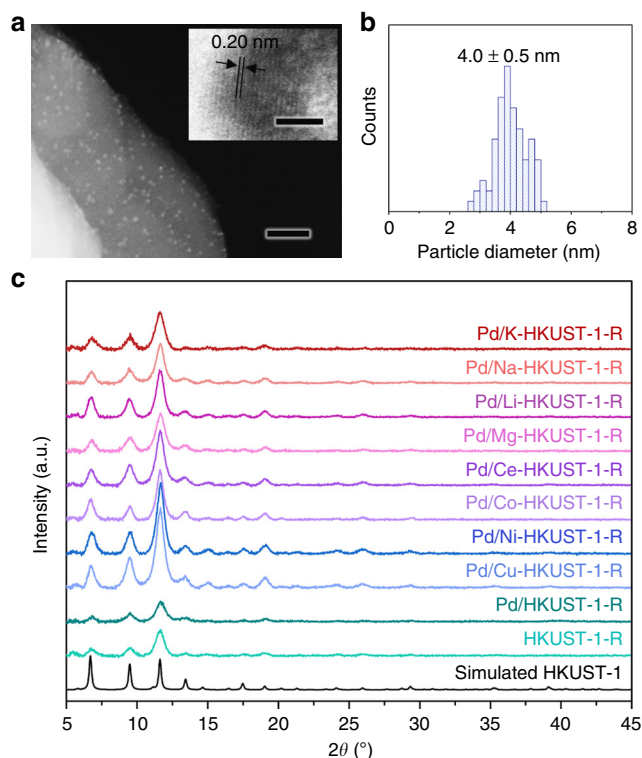 a
0.20 nm
b
4.0 ± 0.5 nm
Counts
0 2 4 6 8
Particle diameter (nm)
c
Pd/K-HKUST-1-R
Pd/Na-HKUST-1-R
Pd/Li-HKUST-1-R
Pd/Mg-HKUST-1-R
Pd/Ce-HKUST-1-R
Pd/Co-HKUST-1-R
Pd/Ni-HKUST-1-R
Pd/Cu-HKUST-1-R
Pd/HKUST-1-R
HKUST-1-R
Simulated HKUST-1
Intensity (a.u.)
5 10 15 20 25 30 35 40 45
2θ (°)